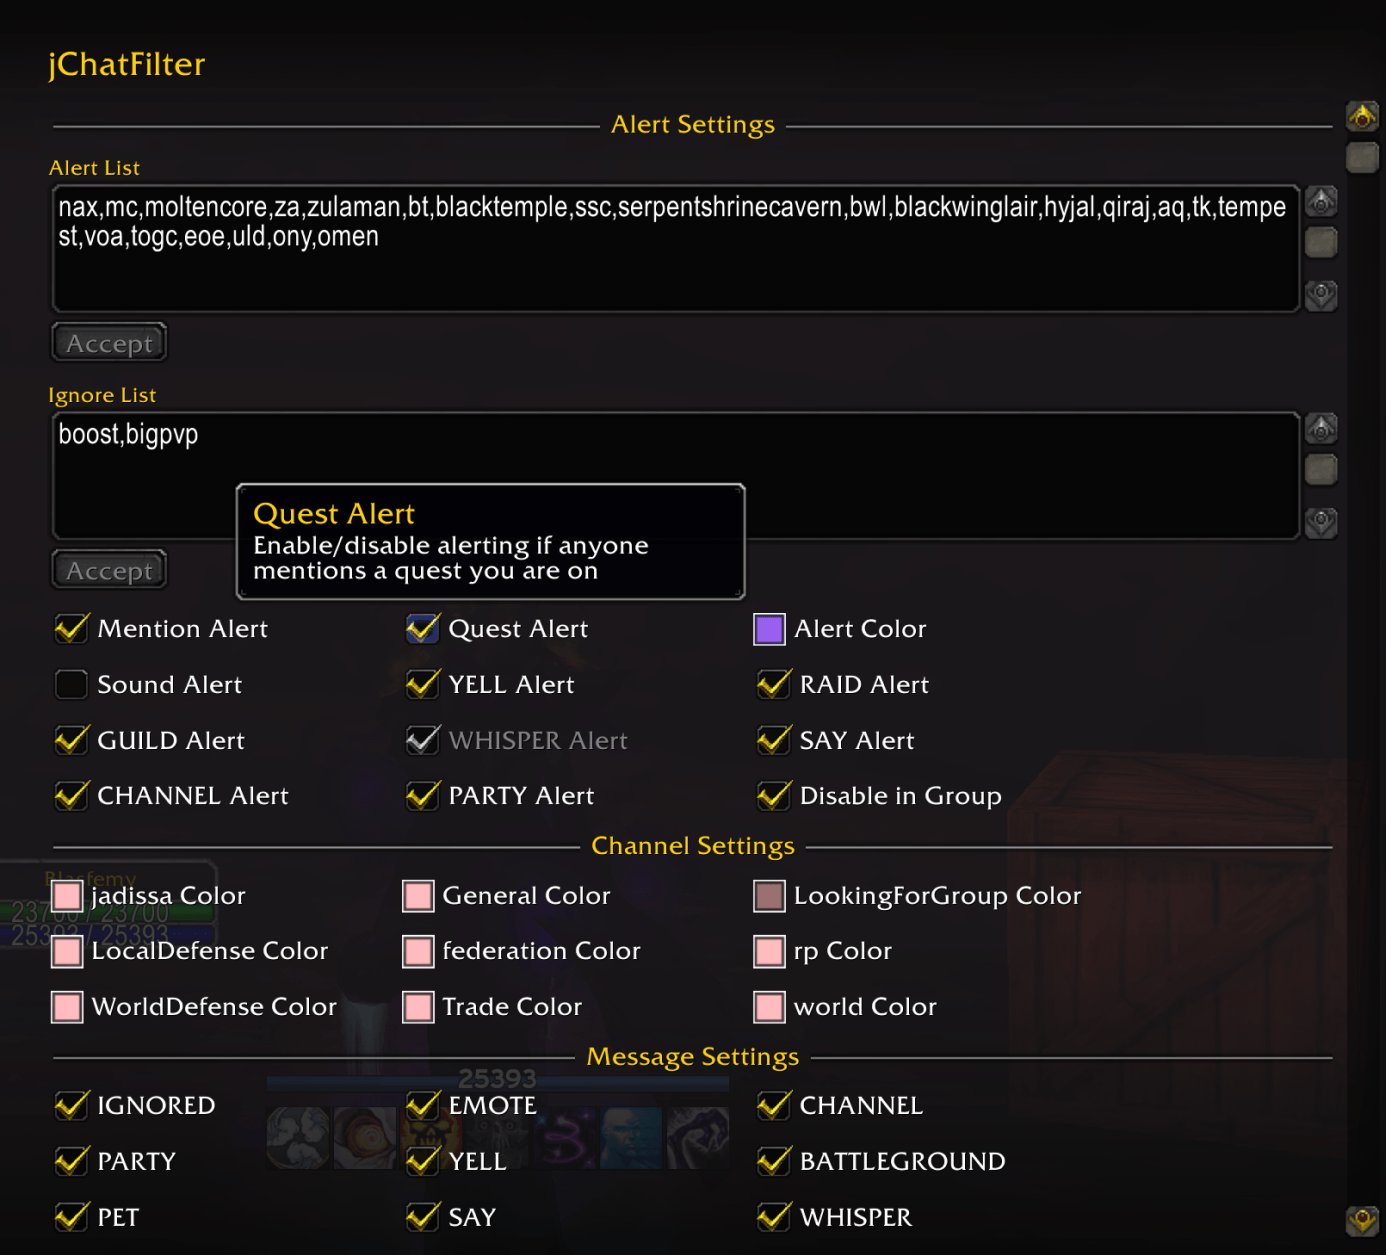 jChatFilter
Alert Settings
Alert List
nax,mc,moltencore,za,zulaman,bt,blacktemple,ssc,serpentshrinecavern,bwl,blackwinglair,hyjal,qiraj,aq,tk,tempe
st,voa,togc,eoe,uld,ony,omen
Accept
Ignore List
boost,bigpvp
Quest Alert
Enable/disable alerting if anyone
mentions a quest you are on
Accept
Mention Alert Quest Alert Alert Color
Sound Alert YELL Alert RAID Alert
GUILD Alert WHISPER Alert SAY Alert
CHANNEL Alert PARTY Alert Disable in Group
Channel Settings
Blasfemy
jadissa Color General Color LookingForGroup Color
23700 / 23700
25393 / 25393
LocalDefense Color federation Color rp Color
WorldDefense Color Trade Color world Color
Message Settings
25393
IGNORED EMOTE CHANNEL
PARTY YELL BATTLEGROUND
PET SAY WHISPER